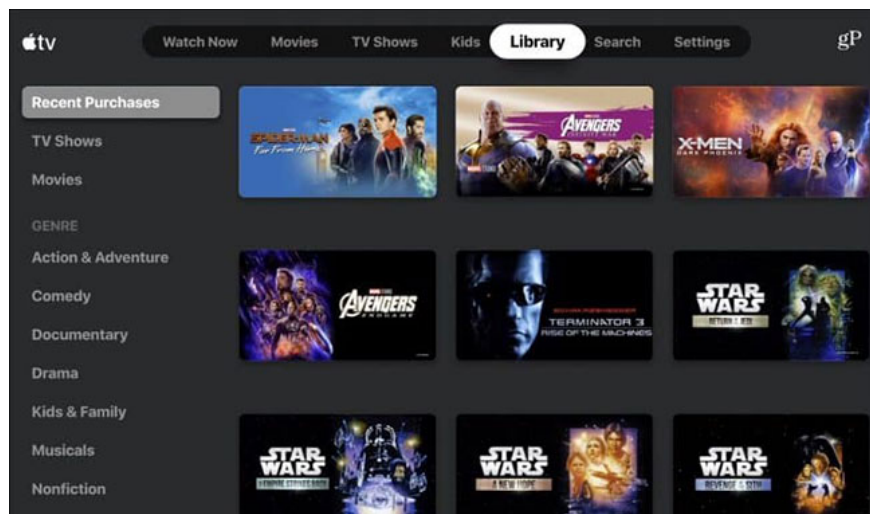 tv
Watch Now
Movies
TV Shows
Kids
Library
Search
Settings
gP
Recent Purchases
TV Shows
Movies
GENRE
Action & Adventure
Comedy
Documentary
Drama
Kids & Family
Musicals
Nonfiction
SPIDER-MAN
Far From Home
AVENGERS
INFINITY WAR
X-MEN
DARK PHOENIX
AVENGERS
ENDGAME
TERMINATOR 3
RISE OF THE MACHINES
STAR
WARS
RETURN OF THE JEDI
STAR
WARS
EMPIRE STRIKES BACK
STAR
WARS
A NEW HOPE
STAR
WARS
REVENGE OF THE SITH